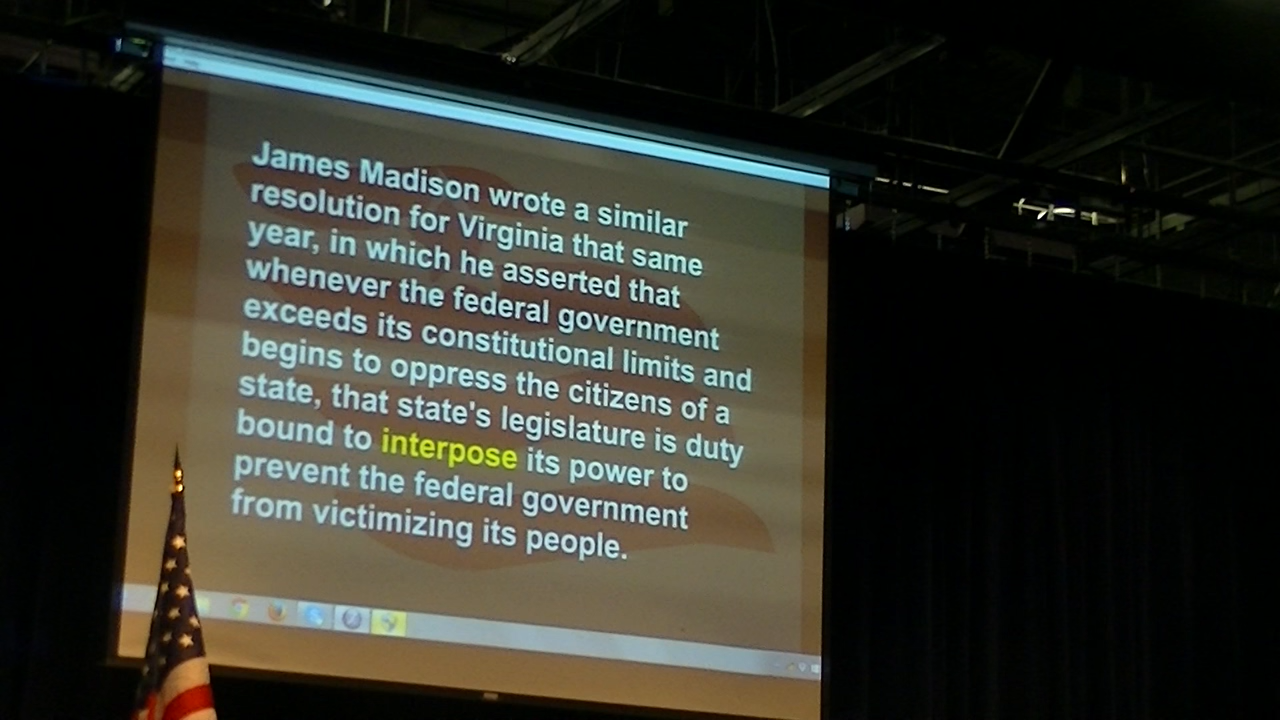 James Madison wrote a similar
resolution for Virginia that same
year, in which he asserted that
whenever the federal government
exceeds its constitutional limits and
begins to oppress the citizens of a
state, that state's legislature is duty
bound to interpose its power to
prevent the federal government
from victimizing its people.